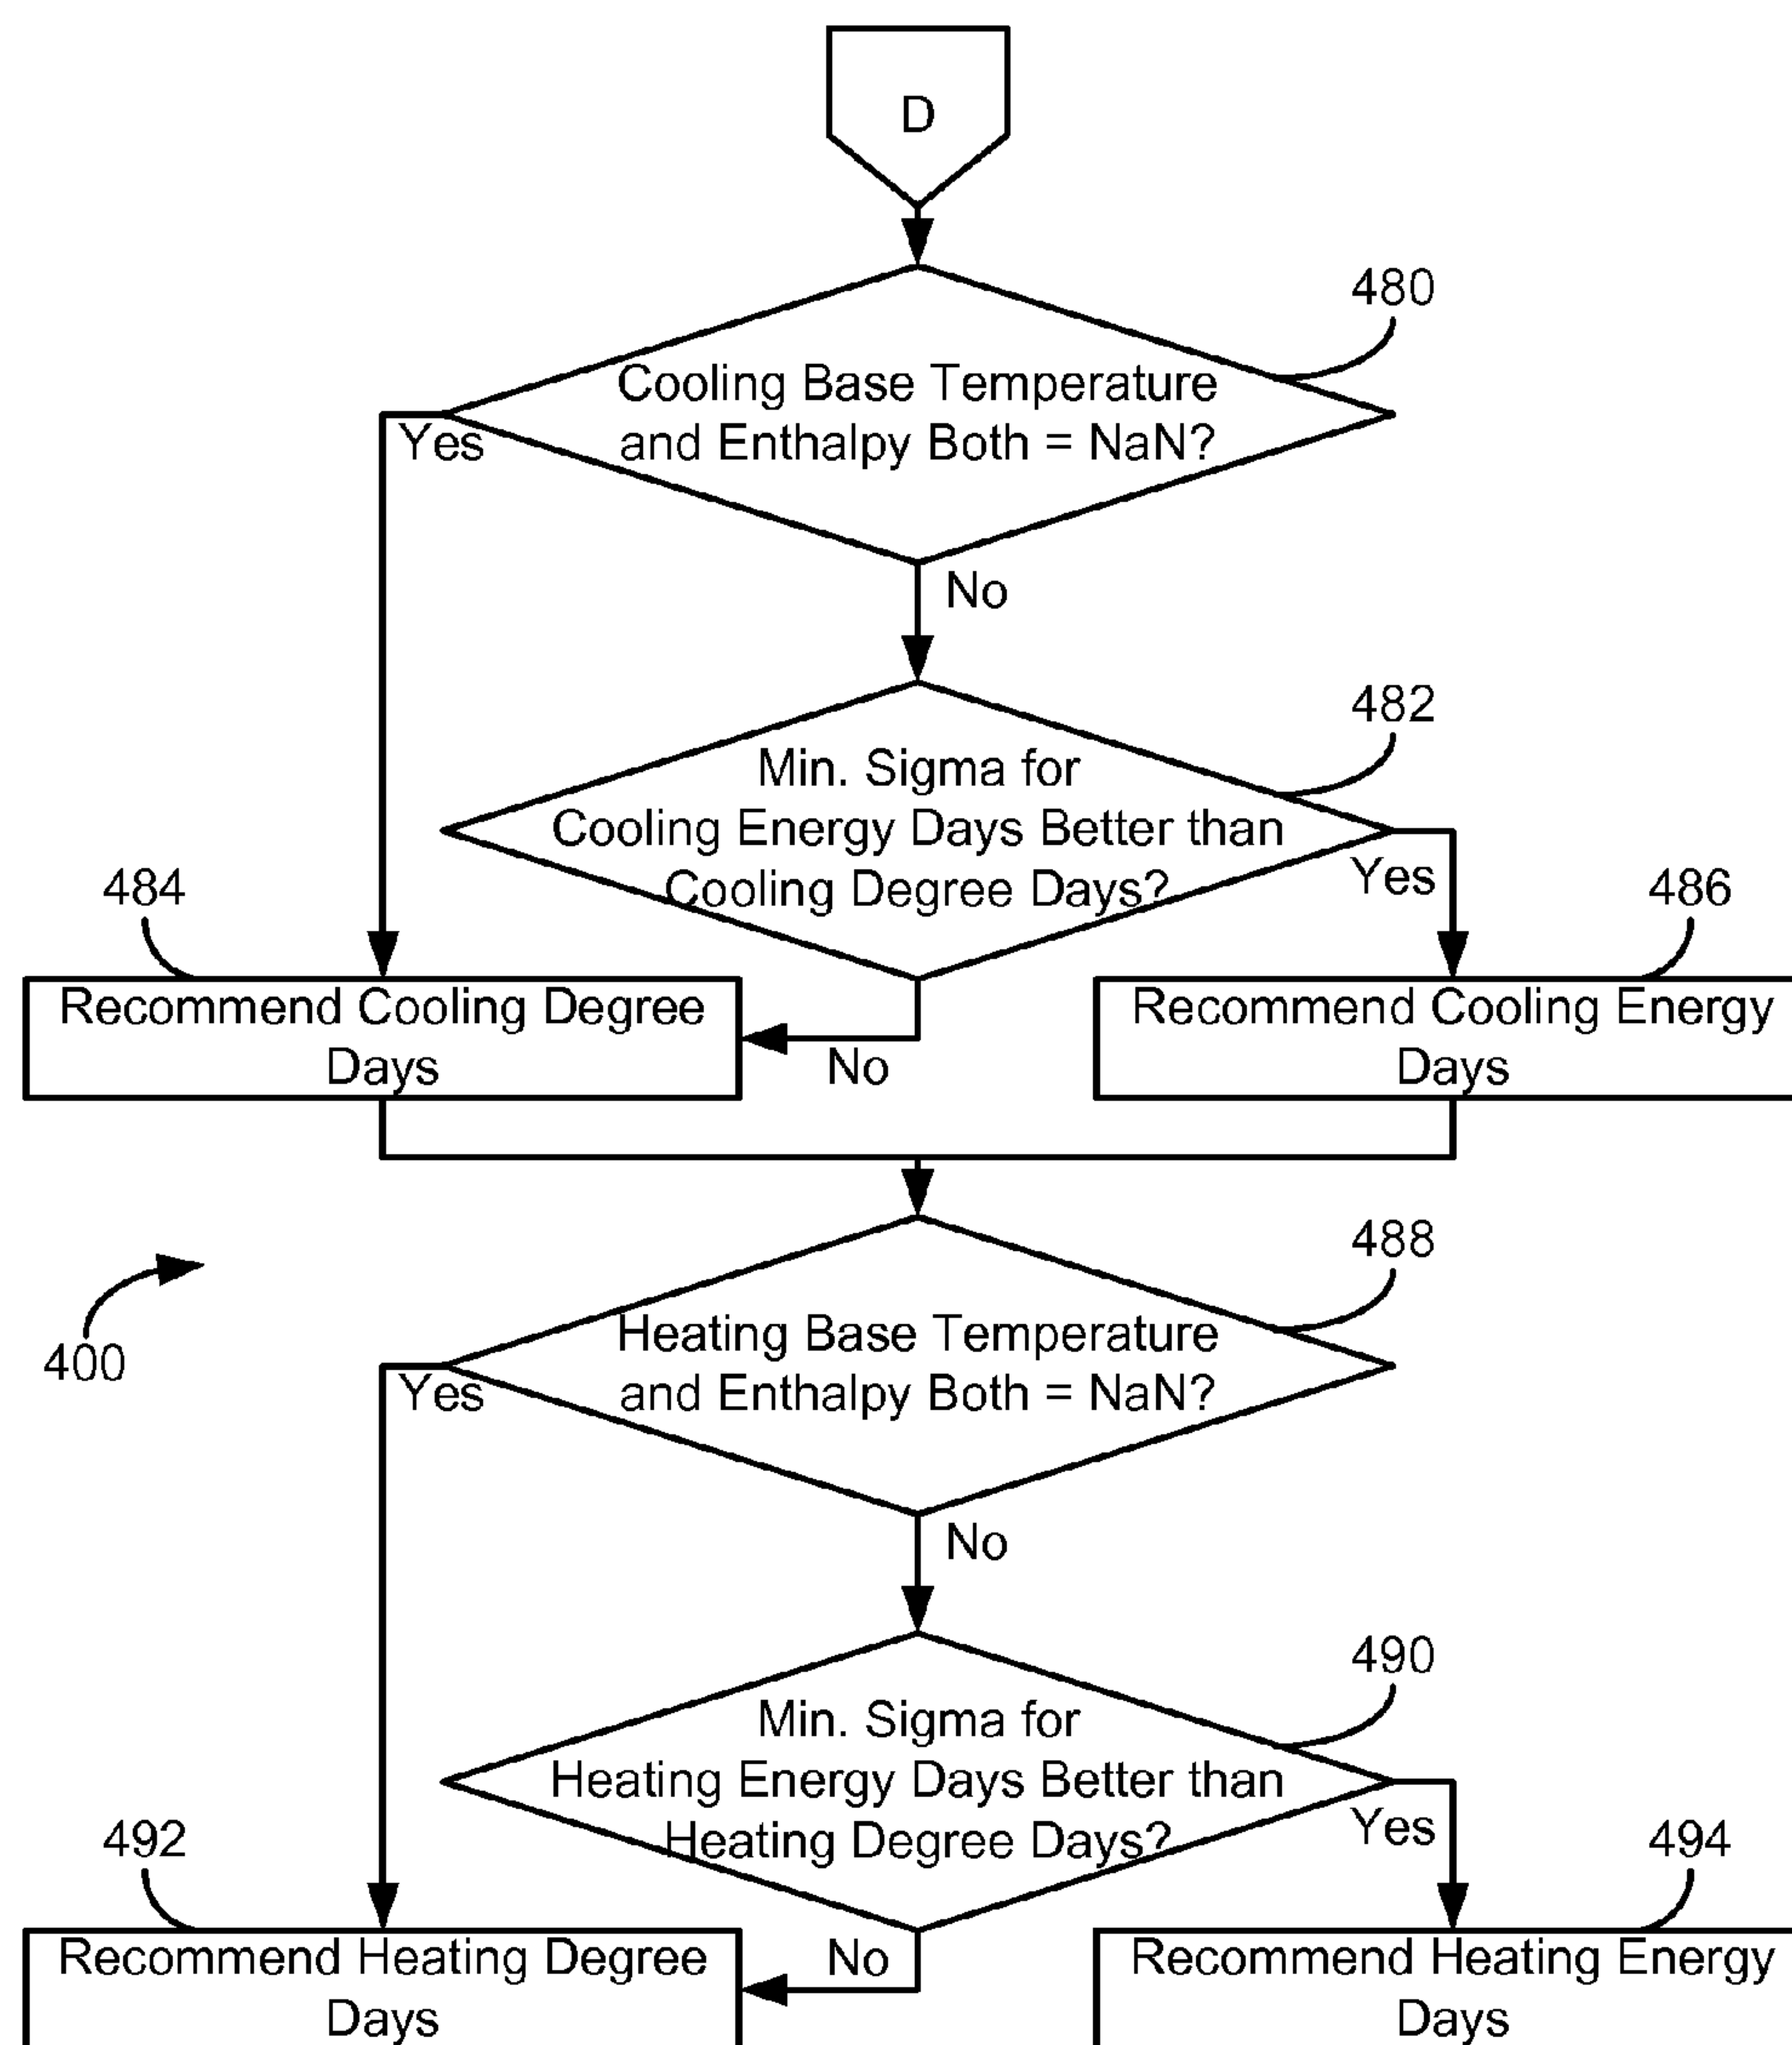 D
480
Cooling Base Temperature
and Enthalpy Both = NaN?
Yes
No
482
Min. Sigma for
Cooling Energy Days Better than
Cooling Degree Days?
Yes
484
486
Recommend Cooling Degree
Days
No
Recommend Cooling Energy
Days
488
400
Heating Base Temperature
and Enthalpy Both = NaN?
Yes
No
490
Min. Sigma for
Heating Energy Days Better than
Heating Degree Days?
Yes
492
494
Recommend Heating Degree
Days
No
Recommend Heating Energy
Days